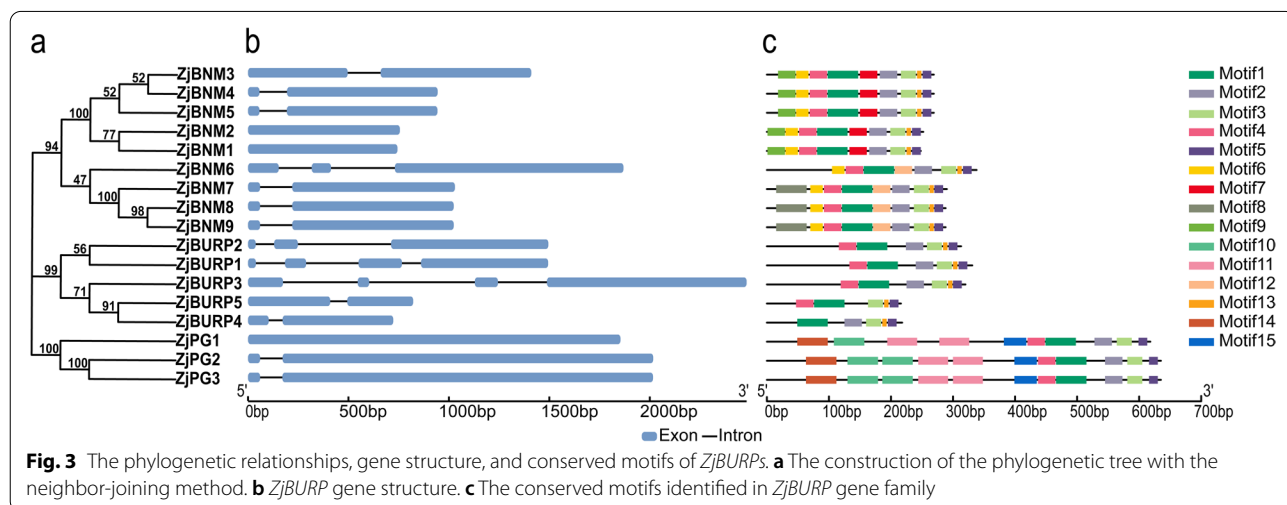 a
b
c
ZjBNM3
ZjBNM4
ZjBNM5
ZjBNM2
ZjBNM1
ZjBNM6
ZjBNM7
ZjBNM8
ZjBNM9
ZjBURP2
ZjBURP1
ZjBURP3
ZjBURP5
ZjBURP4
ZjPG1
ZjPG2
ZjPG3
52
52
100
77
94
47
100
98
56
99
71
91
100
100
5' 3'
0bp 500bp 1000bp 1500bp 2000bp
Exon Intron
5' 3'
0bp 100bp 200bp 300bp 400bp 500bp 600bp 700bp
Motif1
Motif2
Motif3
Motif4
Motif5
Motif6
Motif7
Motif8
Motif9
Motif10
Motif11
Motif12
Motif13
Motif14
Motif15
Fig. 3 The phylogenetic relationships, gene structure, and conserved motifs of ZjBURPs. a The construction of the phylogenetic tree with the
neighbor-joining method. b ZjBURP gene structure. c The conserved motifs identified in ZjBURP gene family